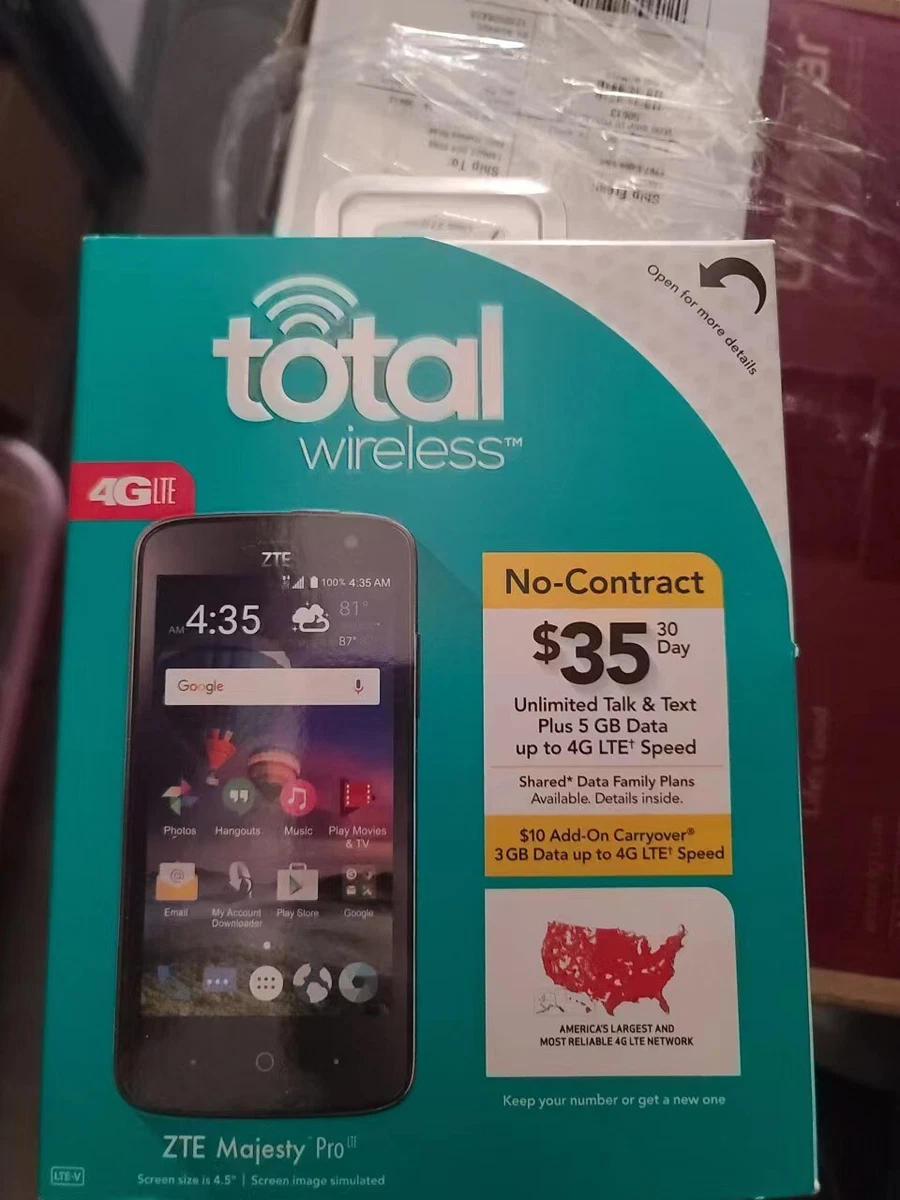 Ship To:
Ship From:
Open for more details
total
wireless™
4G LTE
ZTE
100% 4:35 AM
AM 4:35
81°
87°
Google
Photos
Hangouts
Music
Play Movies
& TV
Email
My Account
Downloader
Play Store
Google
ZTE Majesty™ Pro LTE
Screen size is 4.5" | Screen image simulated
LTE-V
No-Contract
$35 30
Day
Unlimited Talk & Text
Plus 5 GB Data
up to 4G LTE† Speed
Shared* Data Family Plans
Available. Details inside.
$10 Add-On Carryover®
3 GB Data up to 4G LTE† Speed
AMERICA'S LARGEST AND
MOST RELIABLE 4G LTE NETWORK
Keep your number or get a new one